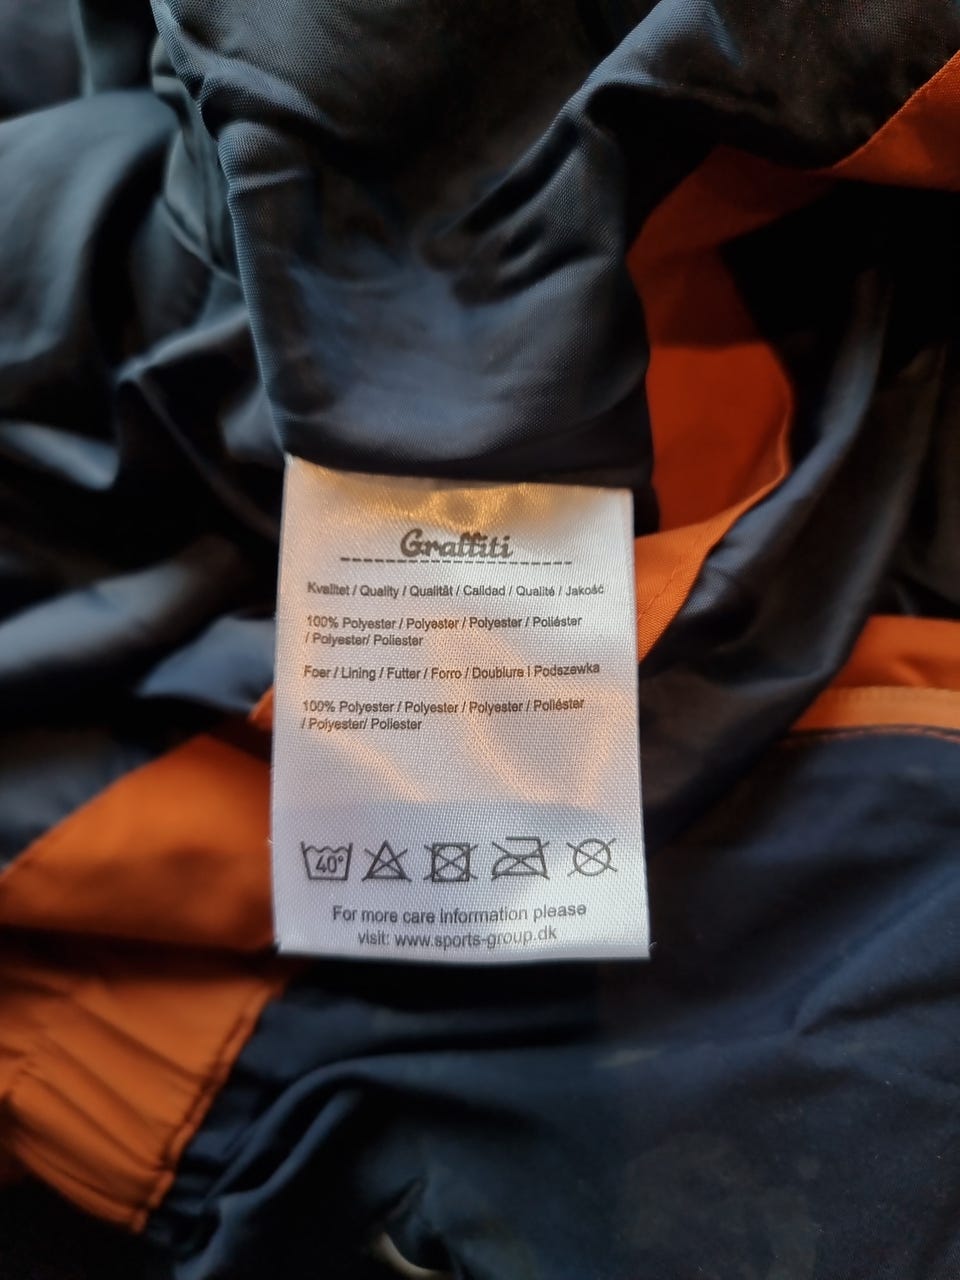 Graffiti
Kvalitet / Quality / Qualität / Calidad / Qualité / Jakość
100% Polyester / Polyester / Polyester / Poliéster
/ Polyester/ Poliester
Foer / Lining / Futter / Forro / Doublure | Podszewka
100% Polyester / Polyester / Polyester / Poliéster
/ Polyester/ Poliester
40°
For more care information please
visit: www.sports-group.dk